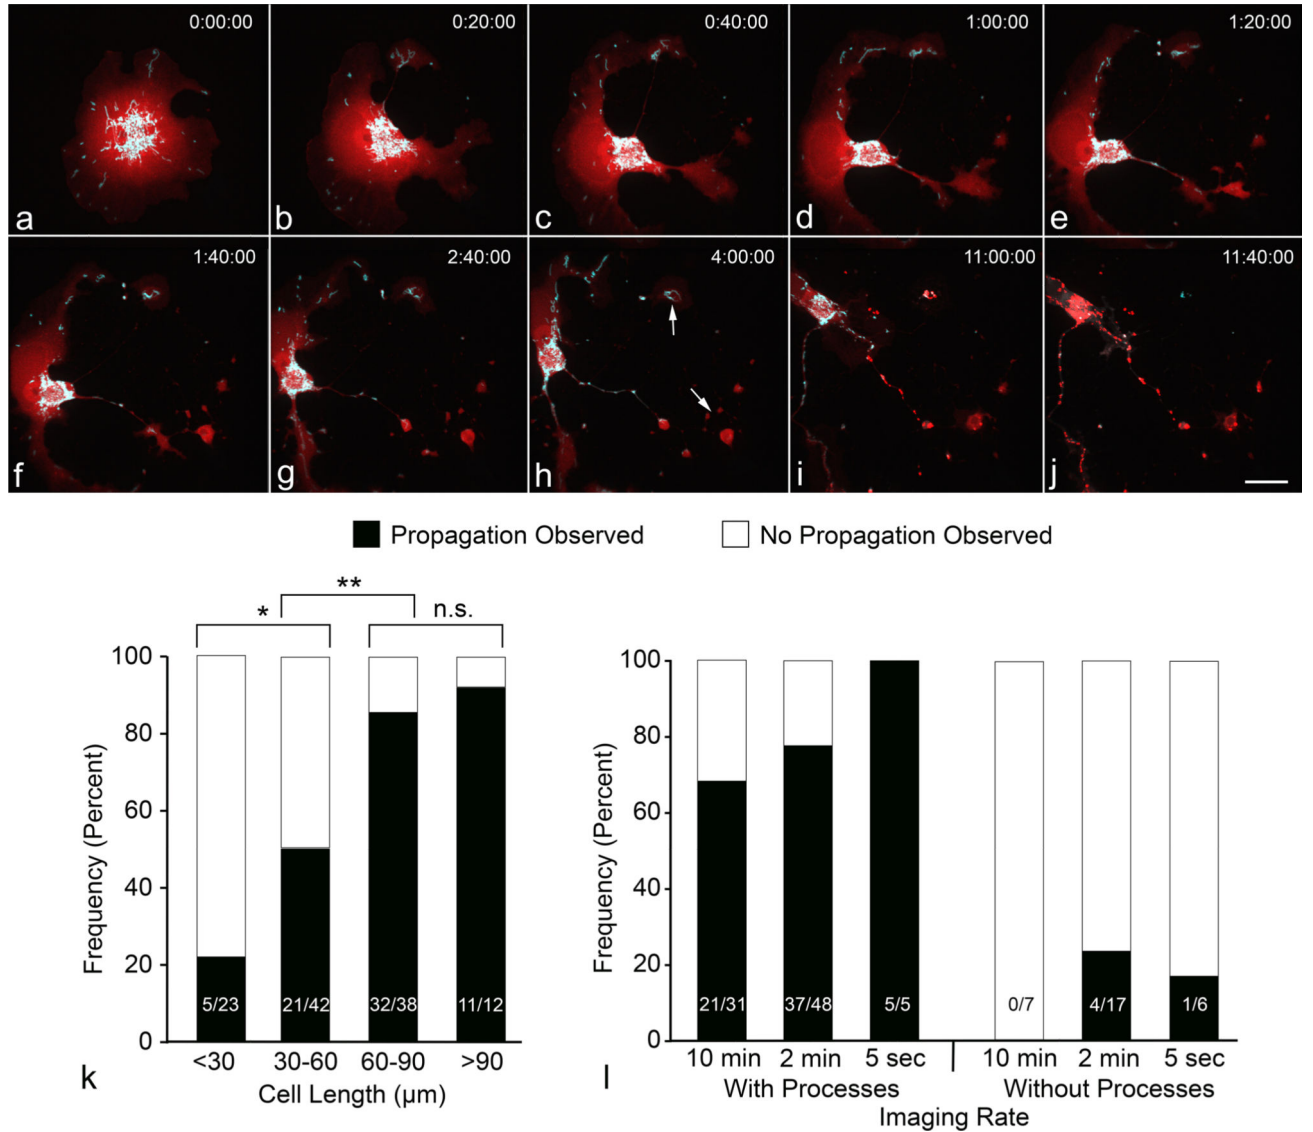 0:00:00 0:20:00 0:40:00 1:00:00 1:20:00
a b c d e
1:40:00 2:40:00 4:00:00 11:00:00 11:40:00
f g h i j
Propagation Observed No Propagation Observed
**
* n.s.
100
80
60
40
20
0
Frequency (Percent)
5/23 21/42 32/38 11/12
<30 30-60 60-90 >90
Cell Length (µm)
k
100
80
60
40
20
0
Frequency (Percent)
21/31 37/48 5/5 0/7 4/17 1/6
10 min 2 min 5 sec 10 min 2 min 5 sec
With Processes Without Processes
Imaging Rate
l